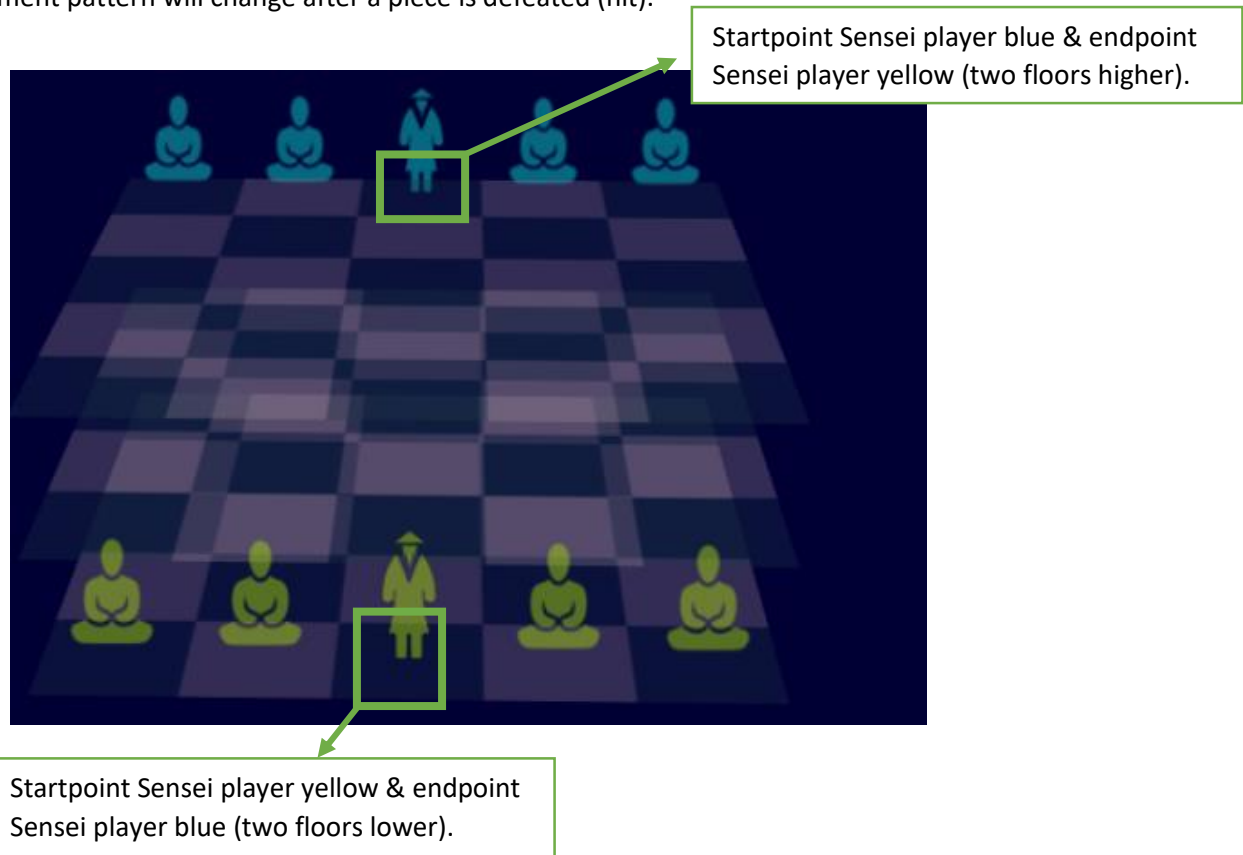 pattern will change after a piece is defeated (hit).
Startpoint Sensei player blue & endpoint
Sensei player yellow (two floors higher).
Startpoint Sensei player yellow & endpoint
Sensei player blue (two floors lower).